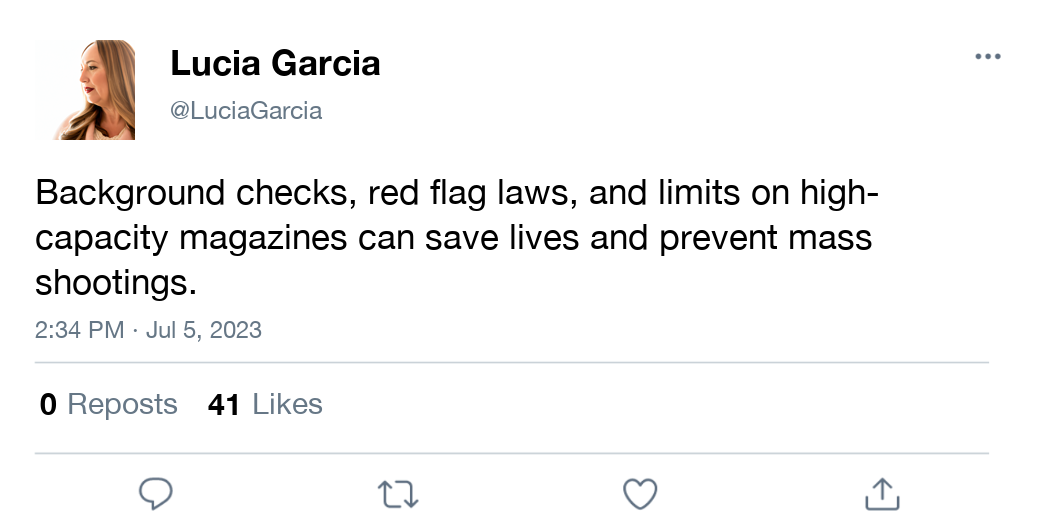 Lucia Garcia
@LuciaGarcia
Background checks, red flag laws, and limits on high-
capacity magazines can save lives and prevent mass
shootings.
2:34 PM · Jul 5, 2023
0 Reposts 41 Likes